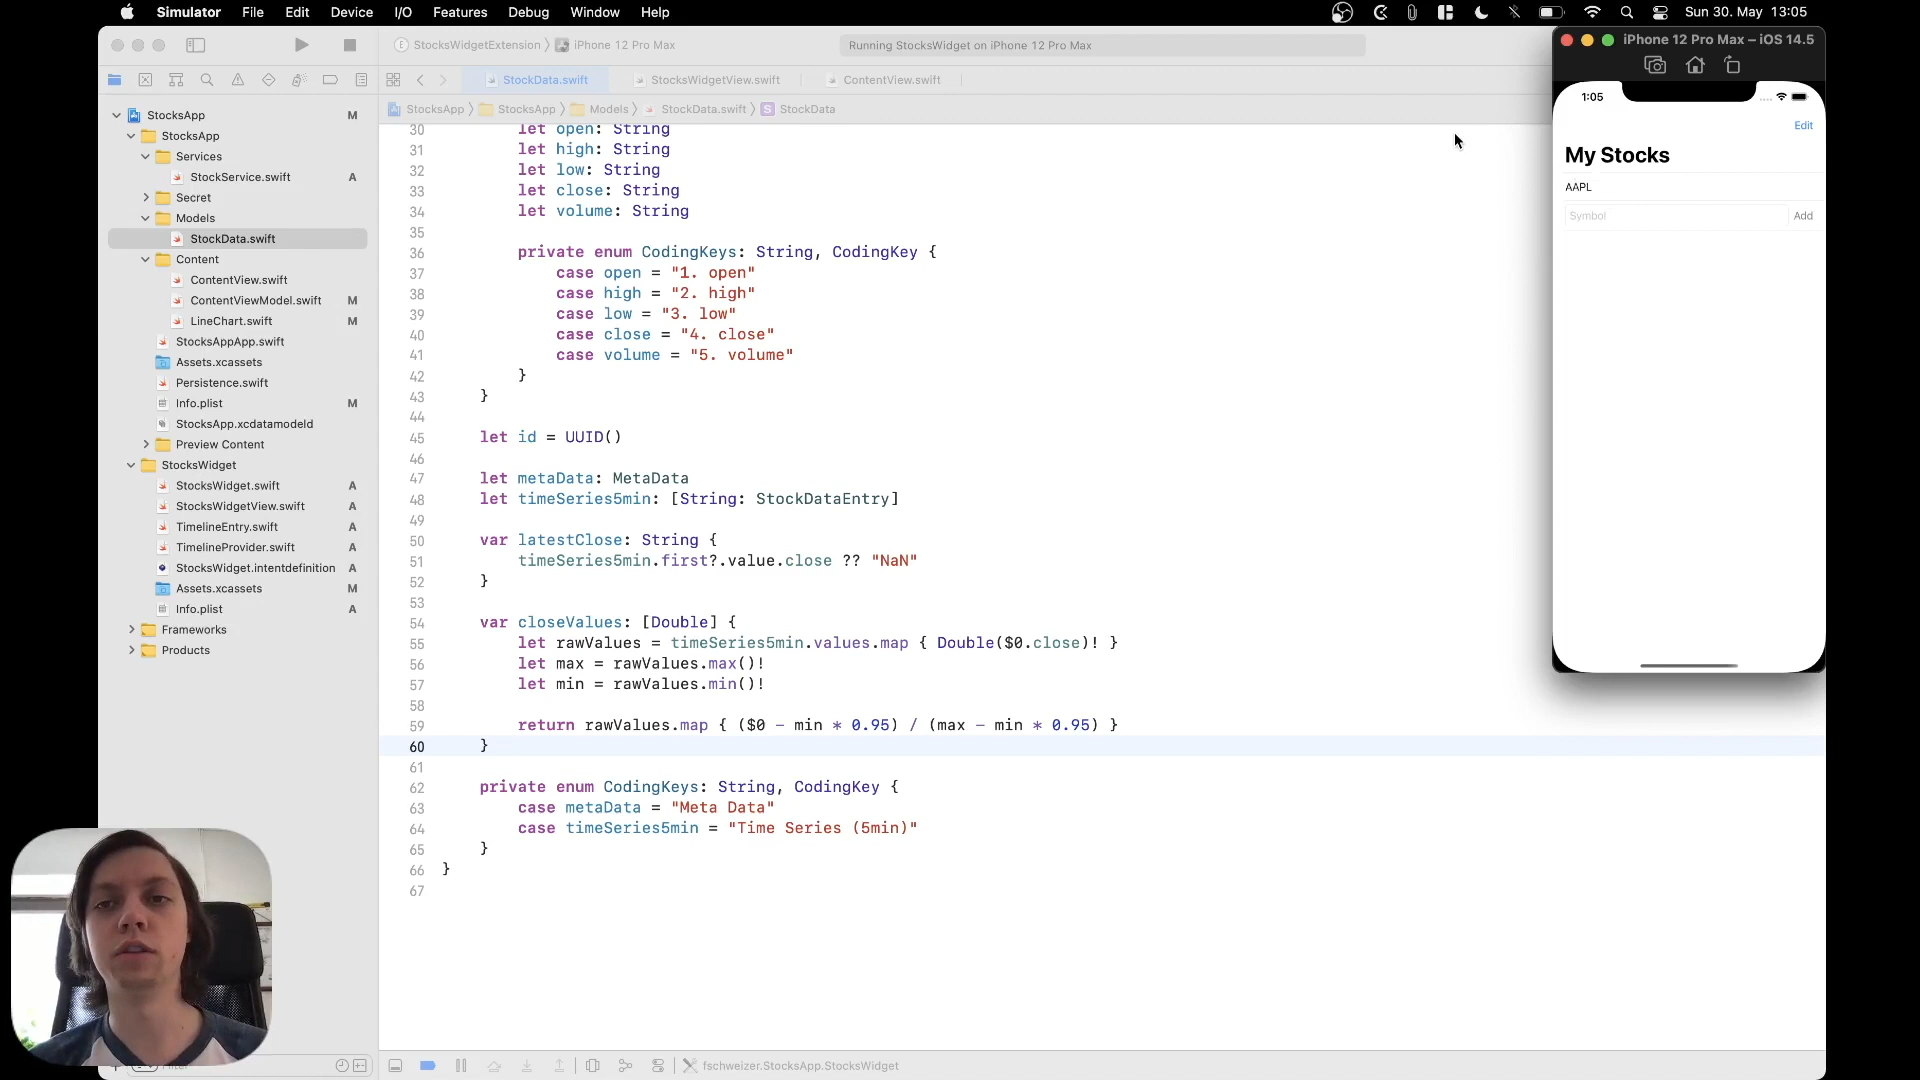 Simulator File Edit Device I/O Features Debug Window Help Sun 30. May 13:05
StocksWidgetExtension iPhone 12 Pro Max Running StocksWidget on iPhone 12 Pro Max
iPhone 12 Pro Max – iOS 14.5
StockData.swift StocksWidgetView.swift ContentView.swift
StocksApp StocksApp Models StockData.swift S StockData
StocksApp M
StocksApp
Services
StockService.swift A
Secret
Models
StockData.swift
Content
ContentView.swift
ContentViewModel.swift M
LineChart.swift M
StocksAppApp.swift
Assets.xcassets
Persistence.swift
Info.plist M
StocksApp.xcdatamodeld
Preview Content
StocksWidget
StocksWidget.swift A
StocksWidgetView.swift A
TimelineEntry.swift A
TimelineProvider.swift A
StocksWidget.intentdefinition A
Assets.xcassets M
Info.plist A
Frameworks
Products
30 let open: String
31 let high: String
32 let low: String
33 let close: String
34 let volume: String
35
36 private enum CodingKeys: String, CodingKey {
37 case open = "1. open"
38 case high = "2. high"
39 case low = "3. low"
40 case close = "4. close"
41 case volume = "5. volume"
42 }
43 }
44
45 let id = UUID()
46
47 let metaData: MetaData
48 let timeSeries5min: [String: StockDataEntry]
49
50 var latestClose: String {
51 timeSeries5min.first?.value.close ?? "NaN"
52 }
53
54 var closeValues: [Double] {
55 let rawValues = timeSeries5min.values.map { Double($0.close)! }
56 let max = rawValues.max()!
57 let min = rawValues.min()!
58
59 return rawValues.map { ($0 - min * 0.95) / (max - min * 0.95) }
60 }
61
62 private enum CodingKeys: String, CodingKey {
63 case metaData = "Meta Data"
64 case timeSeries5min = "Time Series (5min)"
65 }
66 }
67
1:05
Edit
My Stocks
AAPL
Symbol Add
fschweizer.StocksApp.StocksWidget